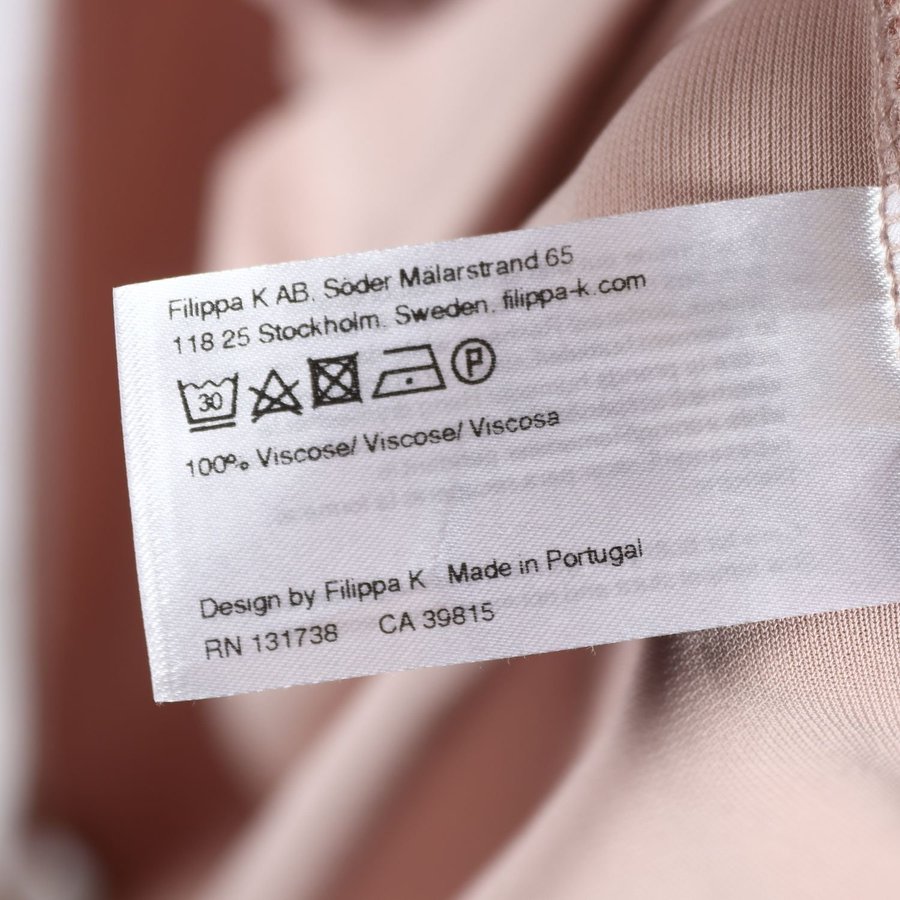 Filippa K AB. Söder Mälarstrand 65
118 25 Stockholm. Sweden. filippa-k.com
30 P
100% Viscose/ Viscose/ Viscosa
Design by Filippa K Made in Portugal
RN 131738 CA 39815